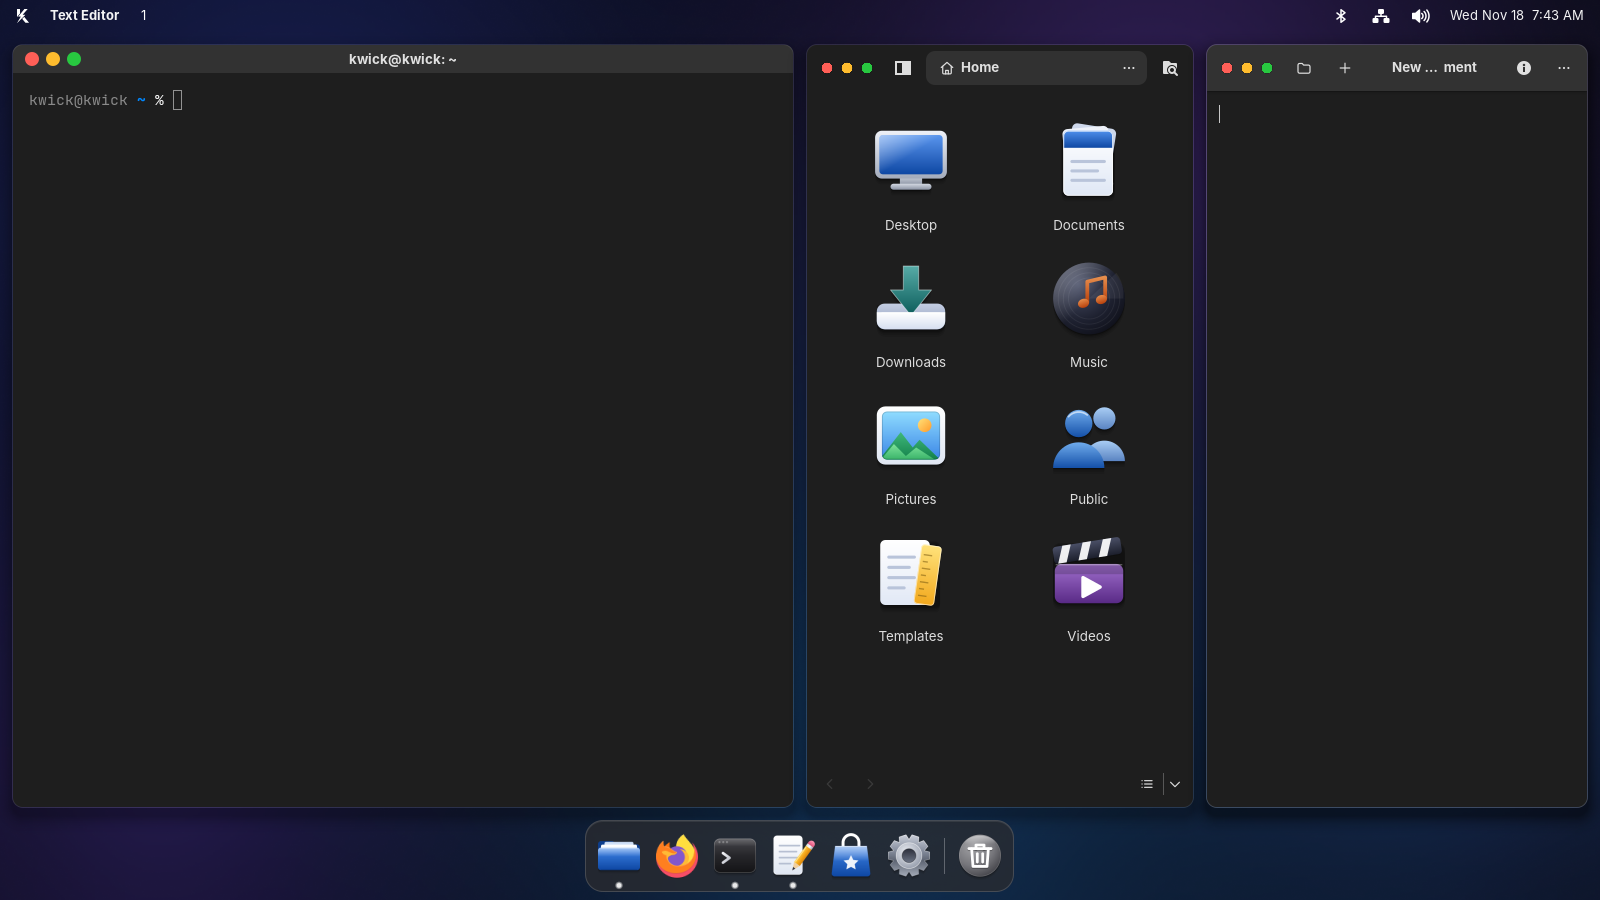 Text Editor 1 Wed Nov 18 7:43 AM
kwick@kwick: ~
kwick@kwick ~ %
Home
Desktop Documents
Downloads Music
Pictures Public
Templates Videos
New ... ment